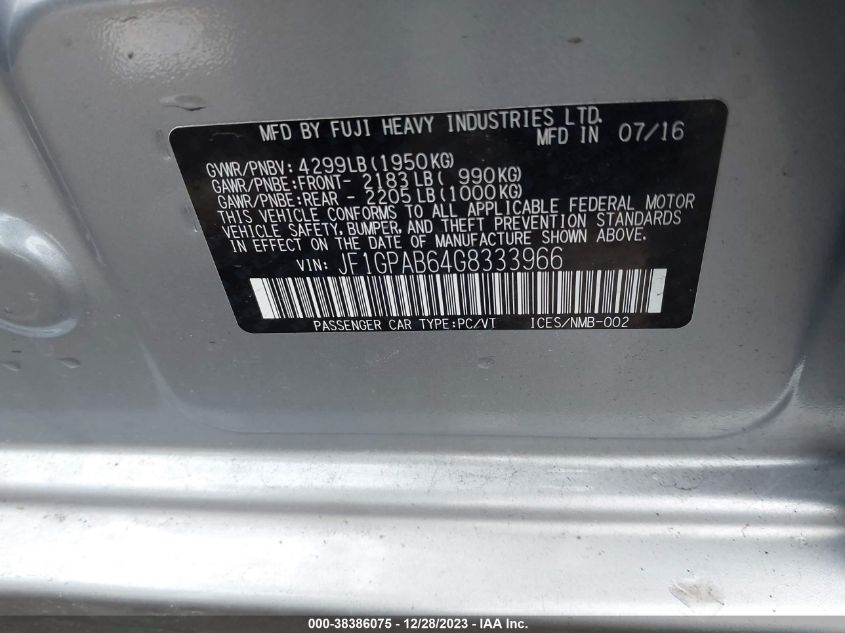 MFD BY FUJI HEAVY INDUSTRIES LTD.
MFD IN 07/16
GVWR/PNBV: 4299LB(1950KG)
GAWR/PNBE:FRONT- 2183LB( 990KG)
GAWR/PNBE:REAR - 2205LB(1000KG)
THIS VEHICLE CONFORMS TO ALL APPLICABLE FEDERAL MOTOR
VEHICLE SAFETY, BUMPER, AND THEFT PREVENTION STANDARDS
IN EFFECT ON THE DATE OF MANUFACTURE SHOWN ABOVE.
VIN: JF1GPAB64G8333966
PASSENGER CAR TYPE:PC/VT ICES/NMB-002
000-38386075 - 12/28/2023 - IAA Inc.